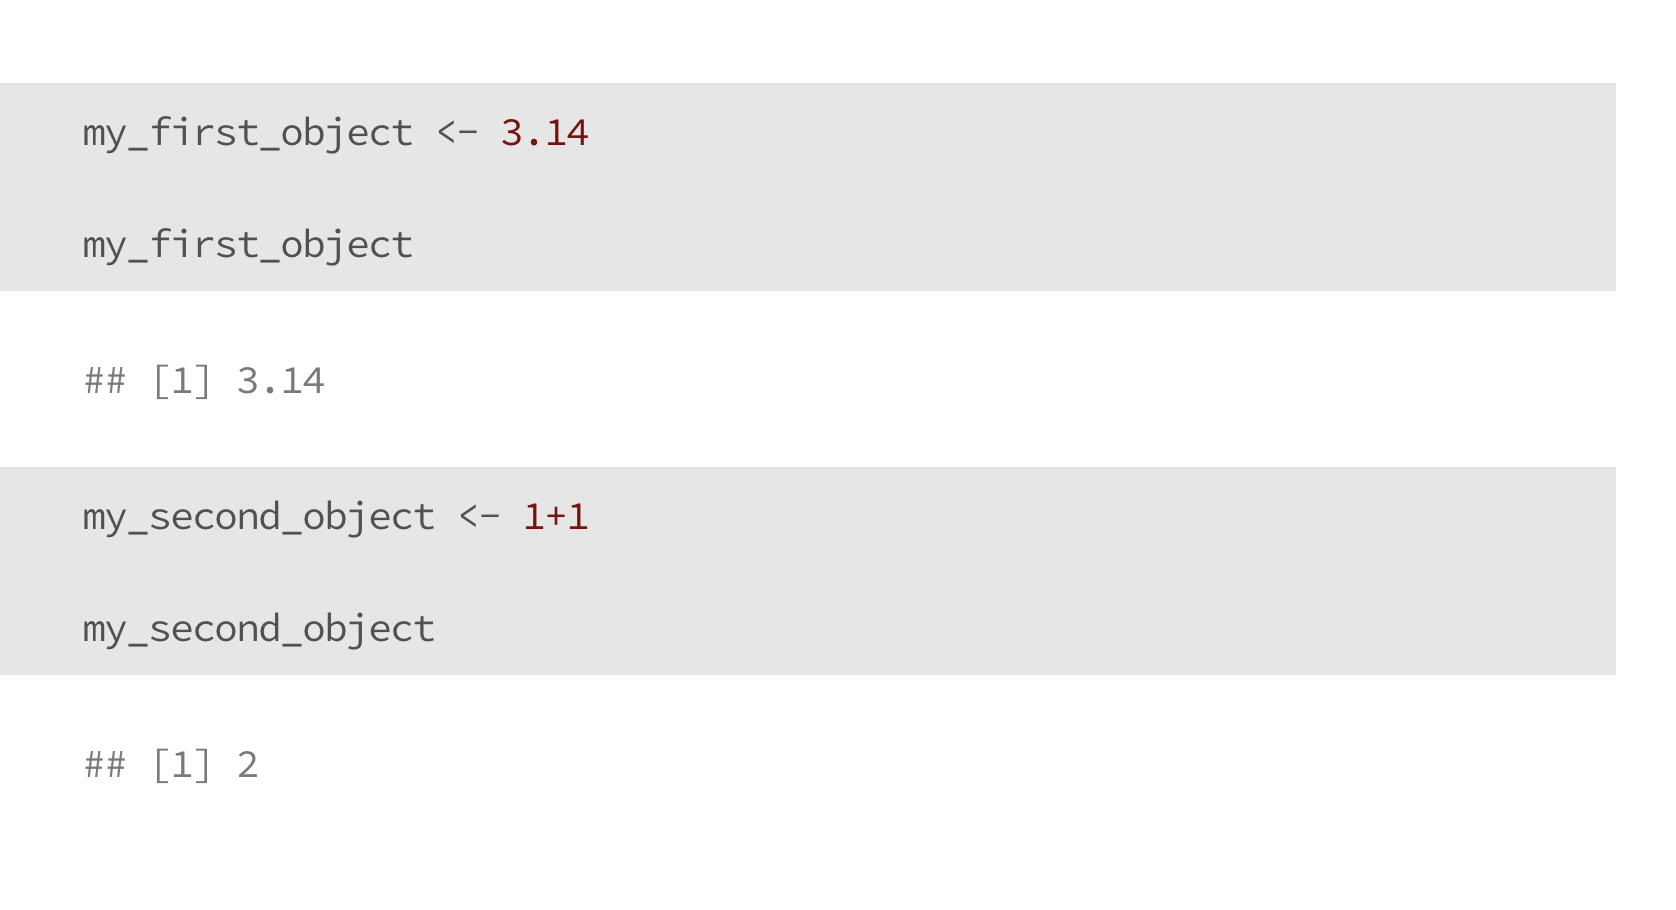 my_first_object <- 3.14
my_first_object
## [1] 3.14
my_second_object <- 1+1
my_second_object
## [1] 2